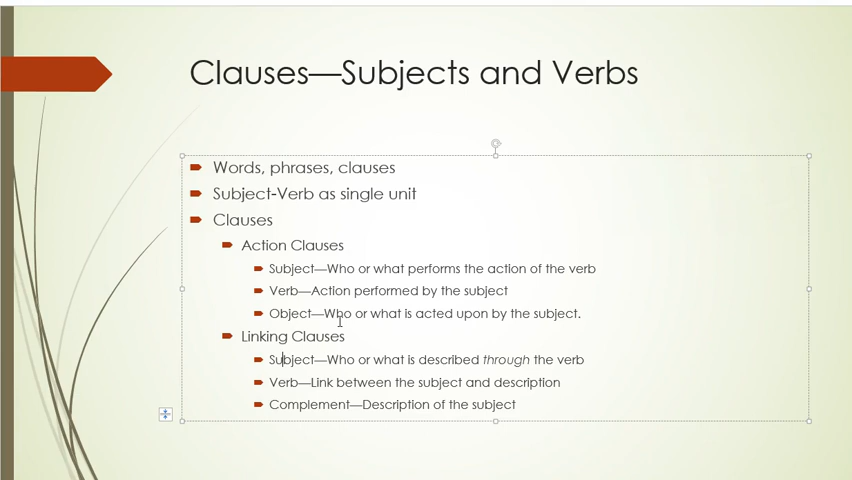 Clauses—Subjects and Verbs
Words, phrases, clauses
Subject-Verb as single unit
Clauses
Action Clauses
Subject—Who or what performs the action of the verb
Verb—Action performed by the subject
Object—Who or what is acted upon by the subject.
Linking Clauses
Subject—Who or what is described through the verb
Verb—Link between the subject and description
Complement—Description of the subject